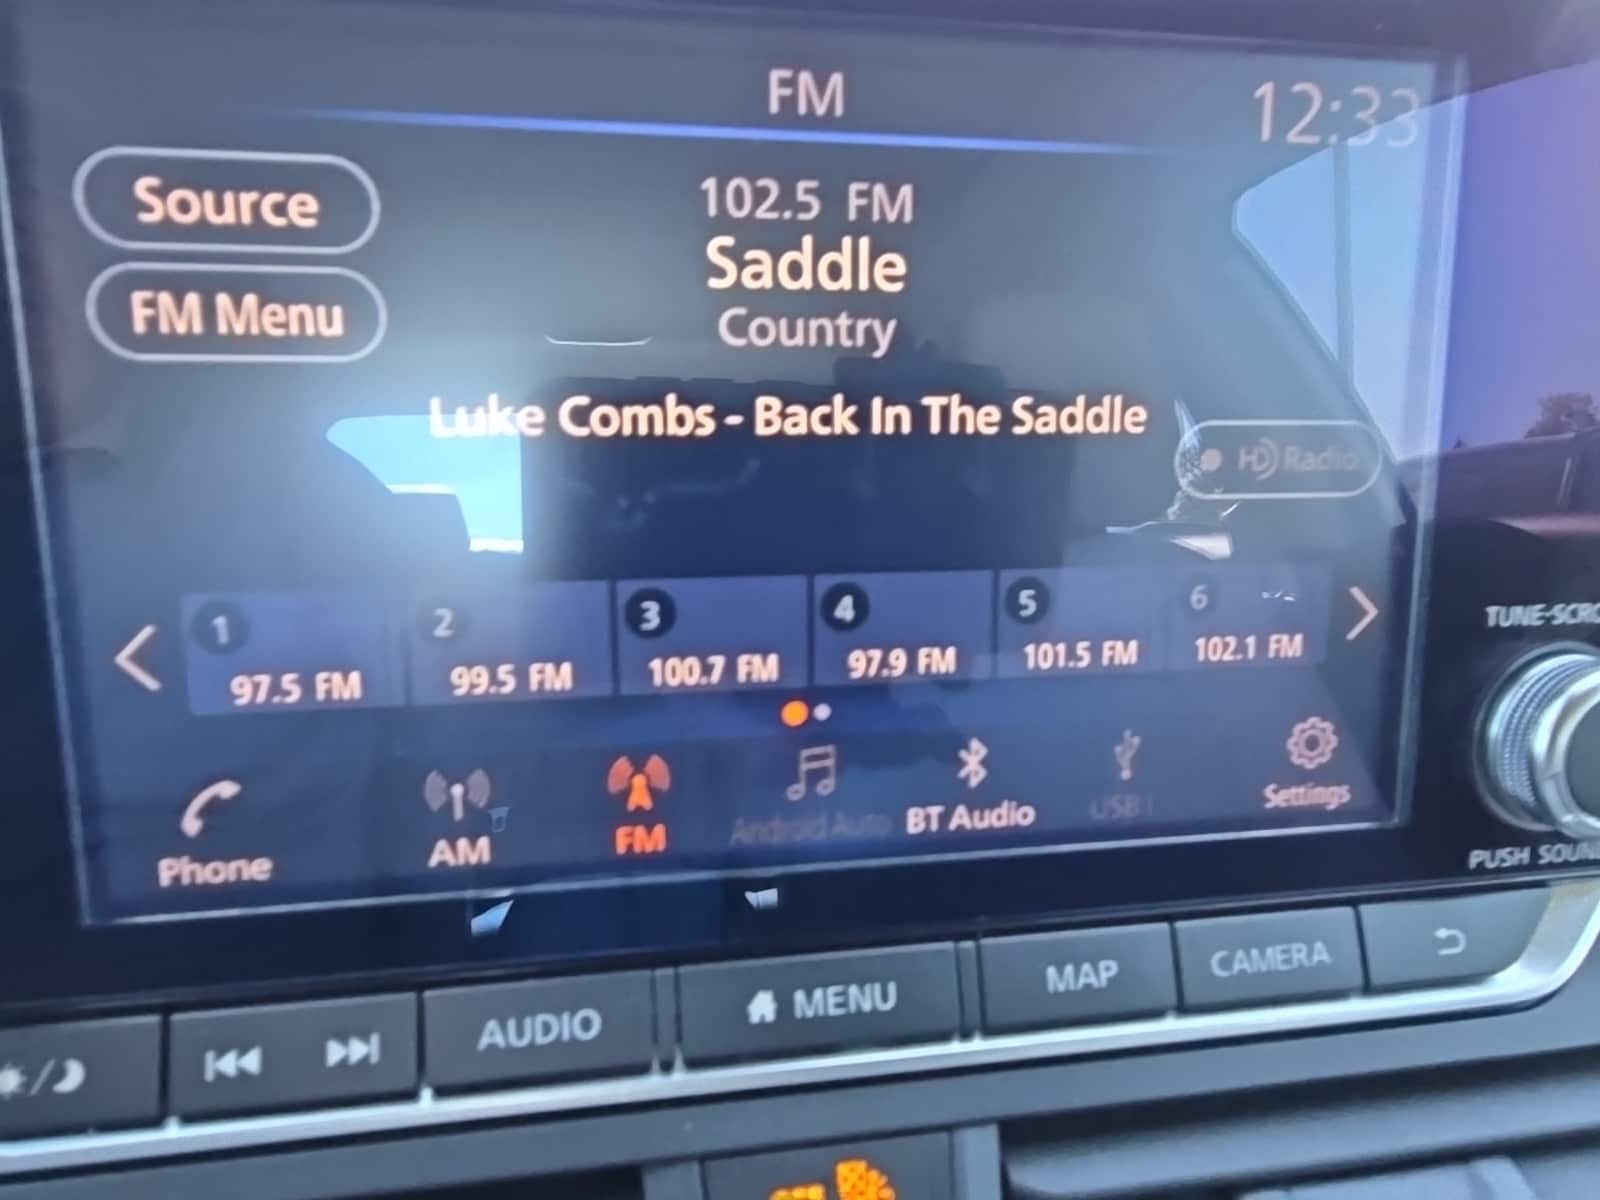 FM
12:33
Source
102.5 FM
Saddle
FM Menu
Country
Luke Combs - Back In The Saddle
HD Radio
1
2
3
4
5
6
97.5 FM
99.5 FM
100.7 FM
97.9 FM
101.5 FM
102.1 FM
Phone
AM
FM
Android Auto
BT Audio
USB
Settings
TUNE·SCRO
PUSH SOUN
AUDIO
MENU
MAP
CAMERA